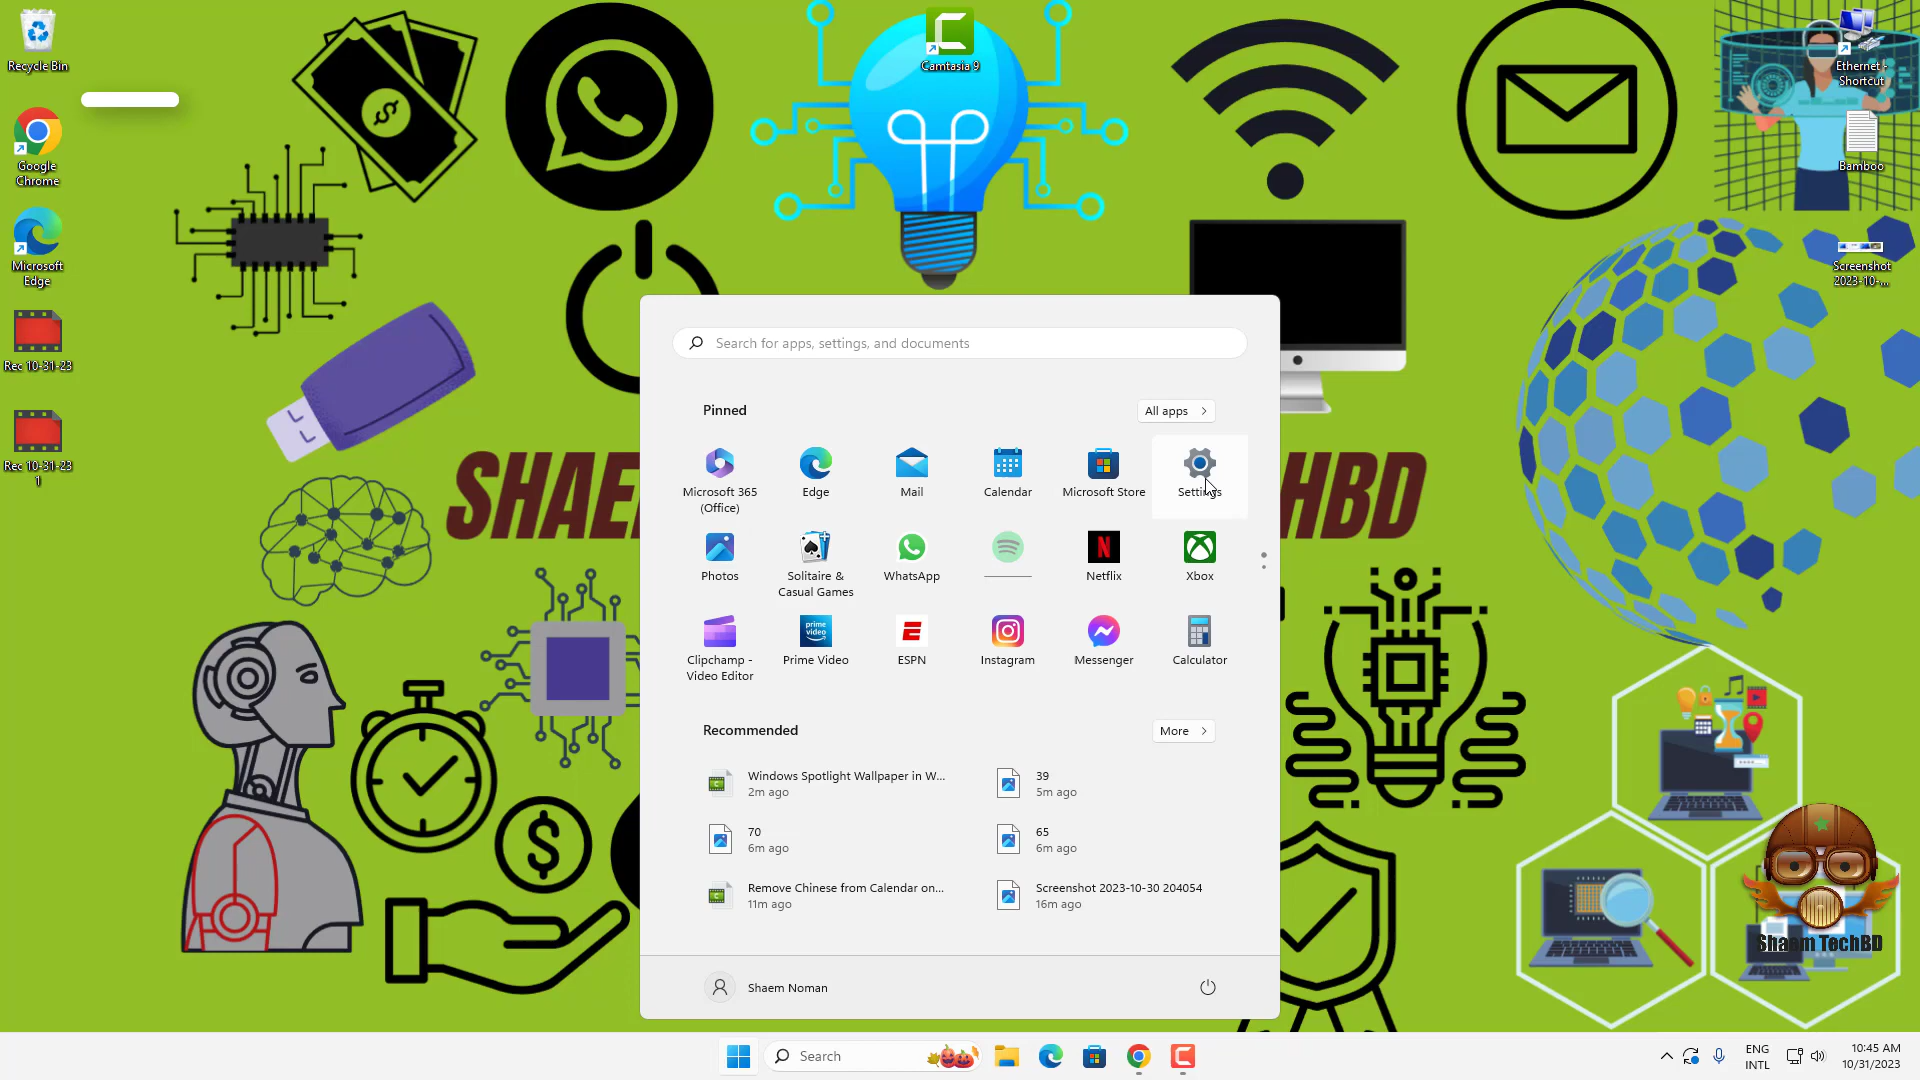 Recycle Bin
Google
Chrome
Microsoft
Edge
Rec 10-31-23
Rec 10-31-23
1
Camtasia 9
Ethernet -
Shortcut
Bamboo
Screenshot
2023-10-...
SHAE
HBD
Search for apps, settings, and documents
Pinned
All apps
Microsoft 365
(Office)
Edge
Mail
Calendar
Microsoft Store
Settings
Photos
Solitaire &
Casual Games
WhatsApp
Netflix
Xbox
Clipchamp -
Video Editor
prime
video
Prime Video
ESPN
Instagram
Messenger
Calculator
Recommended
More
Windows Spotlight Wallpaper in W...
2m ago
39
5m ago
70
6m ago
65
6m ago
Remove Chinese from Calendar on...
11m ago
Screenshot 2023-10-30 204054
16m ago
Shaem Noman
Shaem TechBD
Search
ENG
INTL
10:45 AM
10/31/2023